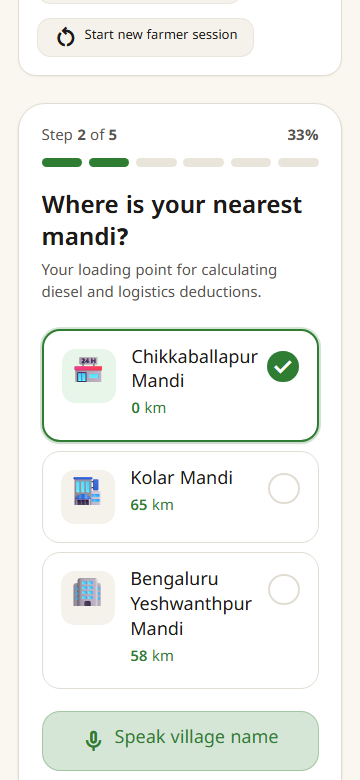 Start new farmer session
Step 2 of 5
33%
Where is your nearest
mandi?
Your loading point for calculating
diesel and logistics deductions.
24 H
Chikkaballapur
Mandi
0 km
Kolar Mandi
65 km
Bengaluru
Yeshwanthpur
Mandi
58 km
Speak village name